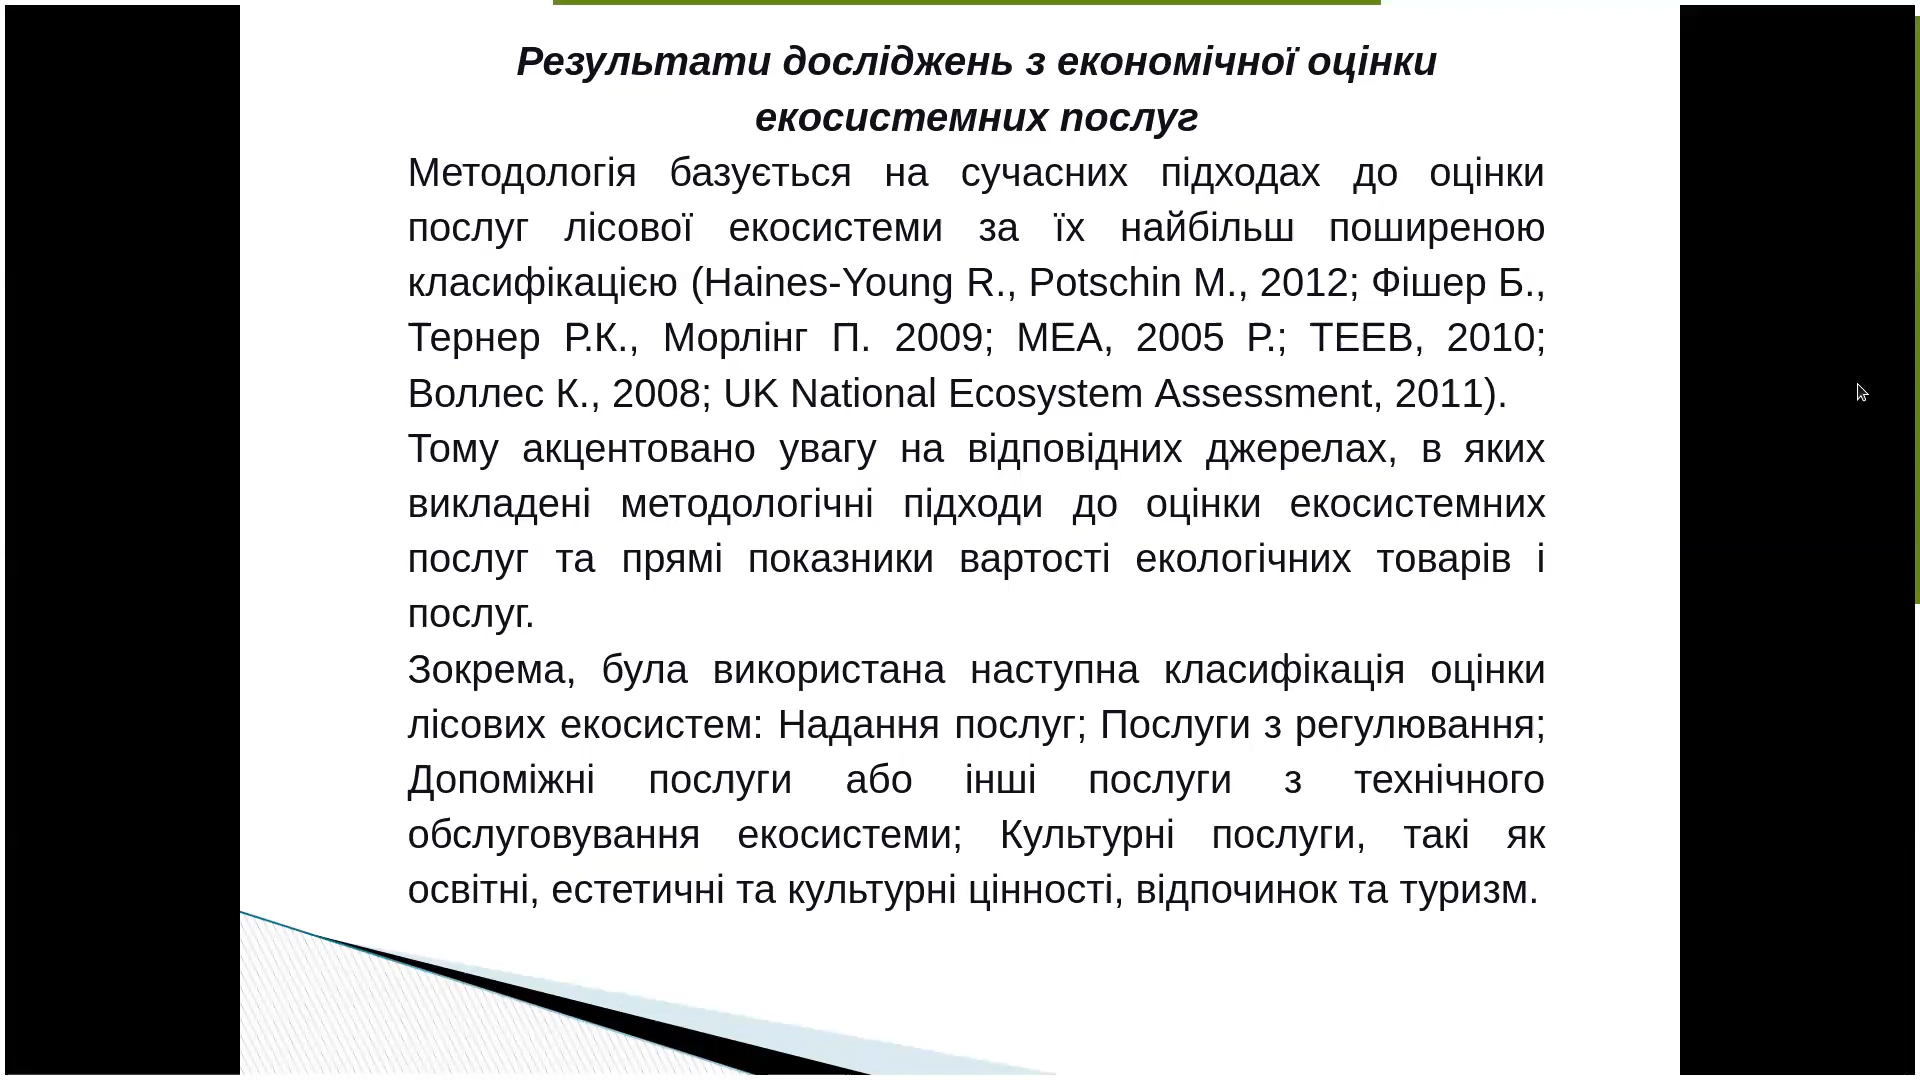 Результати досліджень з економічної оцінки
екосистемних послуг
Методологія базується на сучасних підходах до оцінки
послуг лісової екосистеми за їх найбільш поширеною
класифікацією (Haines-Young R., Potschin M., 2012; Фішер Б.,
Тернер Р.К., Морлінг П. 2009; МЕА, 2005 Р.; ТЕЕВ, 2010;
Воллес К., 2008; UK National Ecosystem Assessment, 2011).
Тому акцентовано увагу на відповідних джерелах, в яких
викладені методологічні підходи до оцінки екосистемних
послуг та прямі показники вартості екологічних товарів і
послуг.
Зокрема, була використана наступна класифікація оцінки
лісових екосистем: Надання послуг; Послуги з регулювання;
Допоміжні послуги або інші послуги з технічного
обслуговування екосистеми; Культурні послуги, такі як
освітні, естетичні та культурні цінності, відпочинок та туризм.